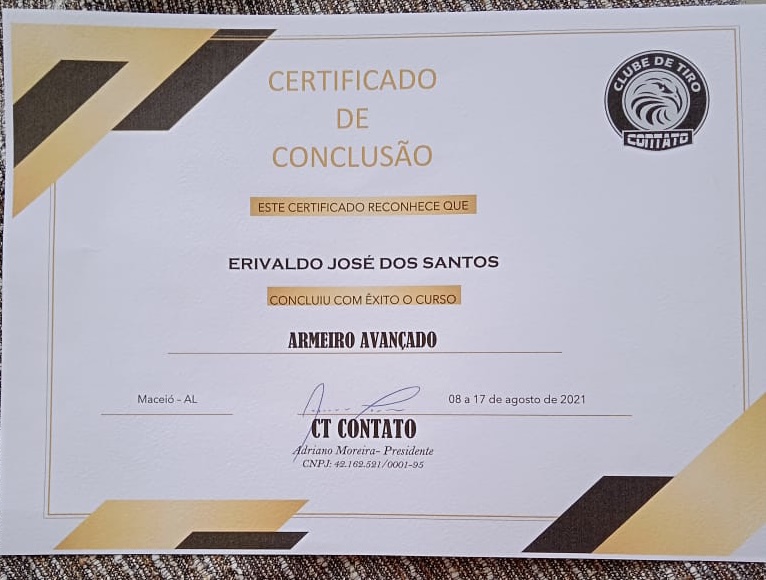 CERTIFICADO
DE
CONCLUSÃO
CLUBE DE TIRO
CONTATO
ESTE CERTIFICADO RECONHECE QUE
ERIVALDO JOSÉ DOS SANTOS
CONCLUIU COM ÊXITO O CURSO
ARMEIRO AVANÇADO
Maceió - AL
08 a 17 de agosto de 2021
CT CONTATO
Adriano Moreira- Presidente
CNPJ: 42.162.521/0001-95